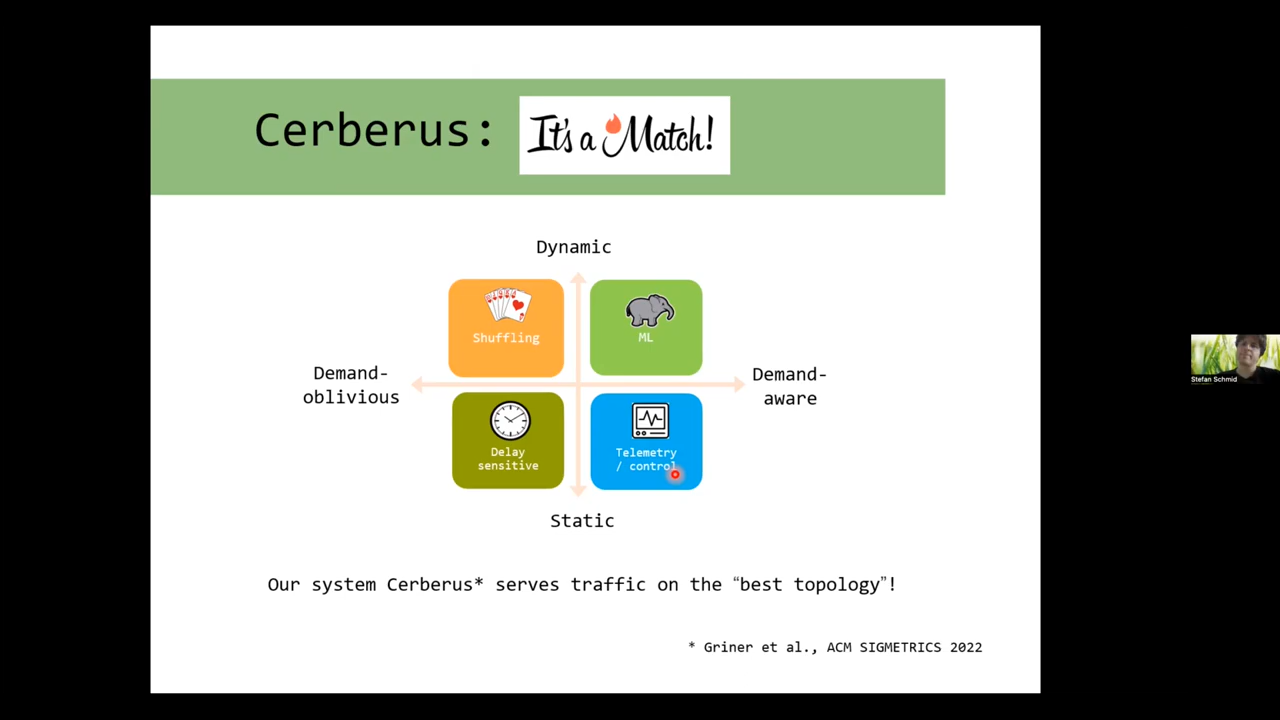 Cerberus:
It's a Match!
Dynamic
Shuffling
ML
Demand-
oblivious
Demand-
aware
Delay
sensitive
Telemetry
/ control
Static
Our system Cerberus* serves traffic on the “best topology”!
* Griner et al., ACM SIGMETRICS 2022
Stefan Schmid